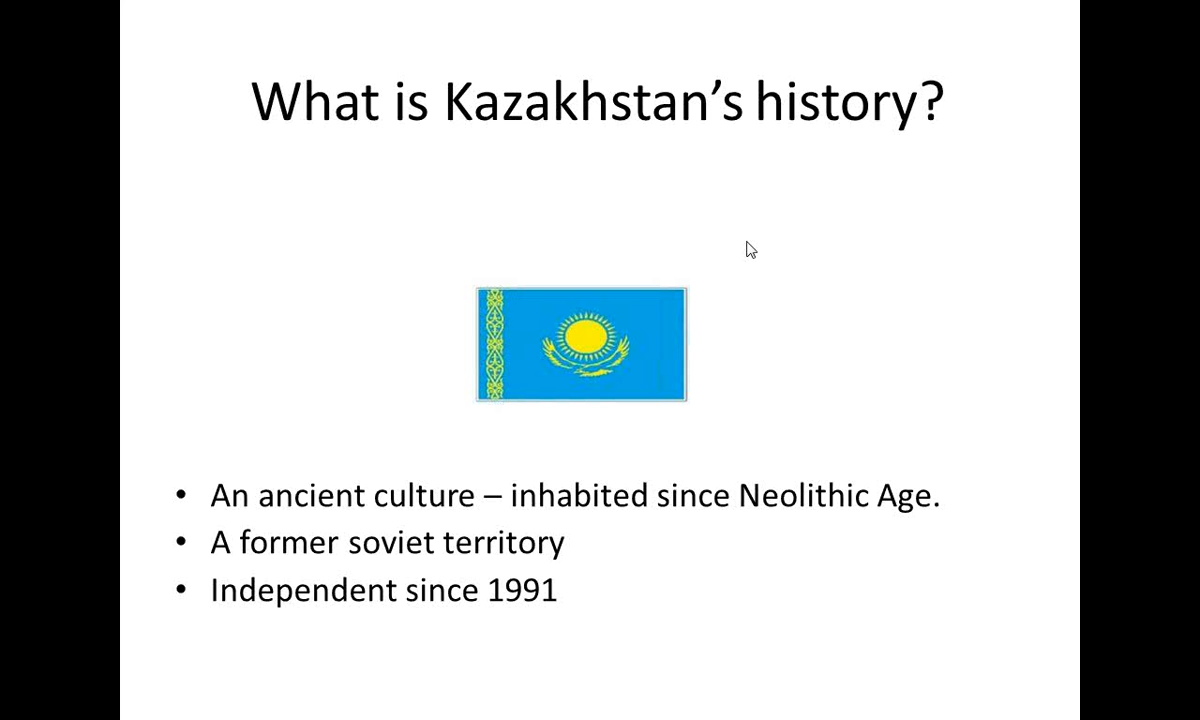 What is Kazakhstan’s history?
• An ancient culture – inhabited since Neolithic Age.
• A former soviet territory
• Independent since 1991